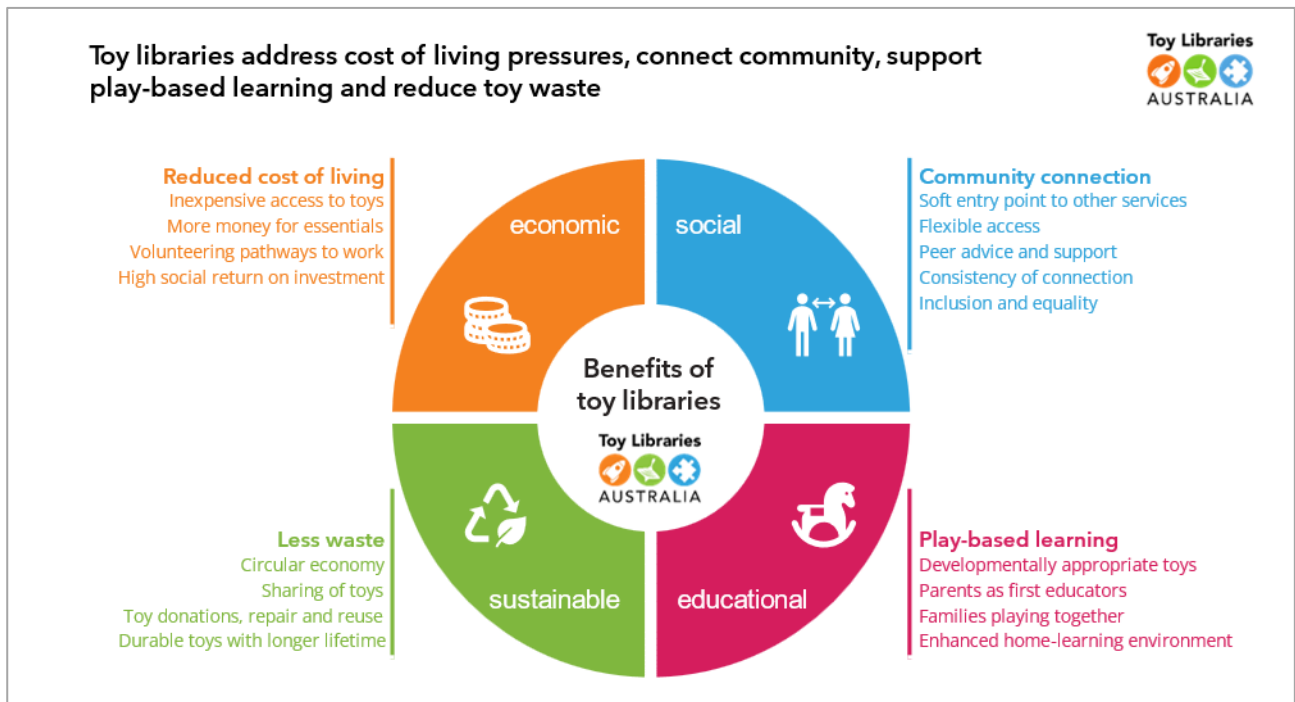 Toy libraries address cost of living pressures, connect community, support
play-based learning and reduce toy waste
Toy Libraries
AUSTRALIA
Reduced cost of living
Inexpensive access to toys
More money for essentials
Volunteering pathways to work
High social return on investment
economic
social
Community connection
Soft entry point to other services
Flexible access
Peer advice and support
Consistency of connection
Inclusion and equality
Benefits of
toy libraries
Toy Libraries
AUSTRALIA
Less waste
Circular economy
Sharing of toys
Toy donations, repair and reuse
Durable toys with longer lifetime
sustainable
educational
Play-based learning
Developmentally appropriate toys
Parents as first educators
Families playing together
Enhanced home-learning environment